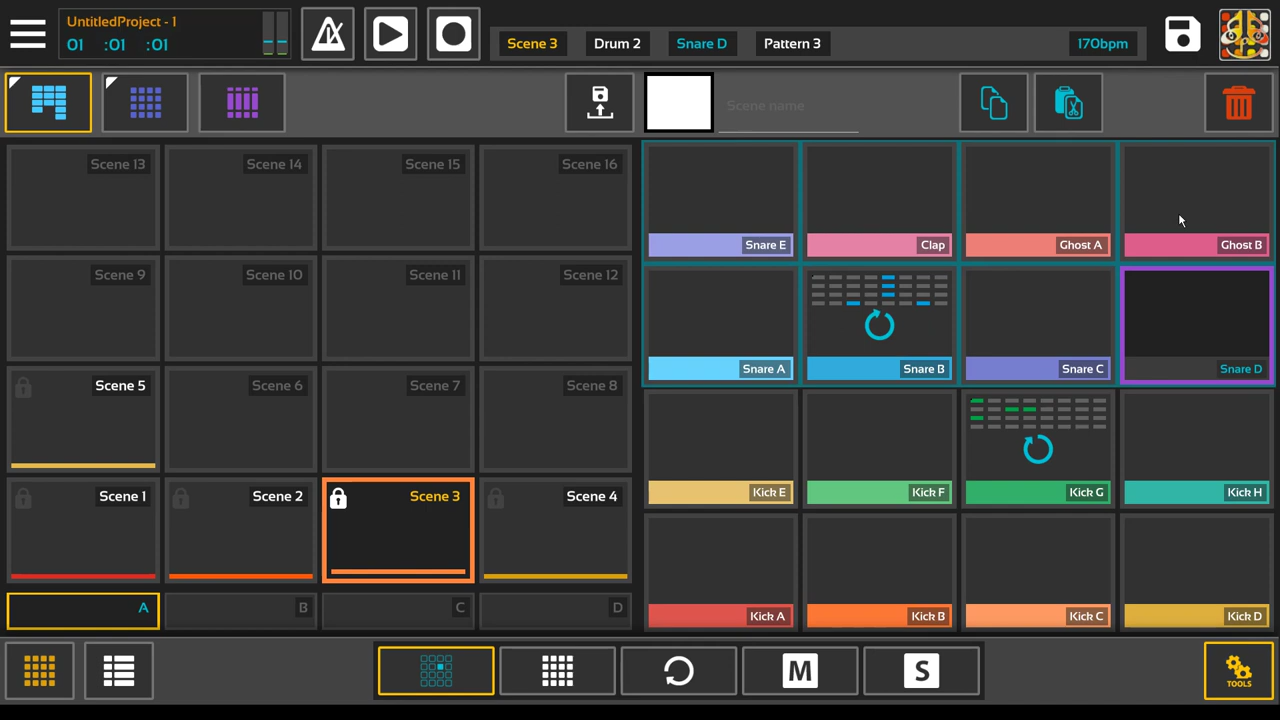 UntitledProject - 1
01 :01 :01
Scene 3
Drum 2
Snare D
Pattern 3
170bpm
Scene name
Scene 13
Scene 14
Scene 15
Scene 16
Snare E
Clap
Ghost A
Ghost B
Scene 9
Scene 10
Scene 11
Scene 12
Snare A
Snare B
Snare C
Snare D
Scene 5
Scene 6
Scene 7
Scene 8
Kick E
Kick F
Kick G
Kick H
Scene 1
Scene 2
Scene 3
Scene 4
Kick A
Kick B
Kick C
Kick D
A
B
C
D
M
S
TOOLS